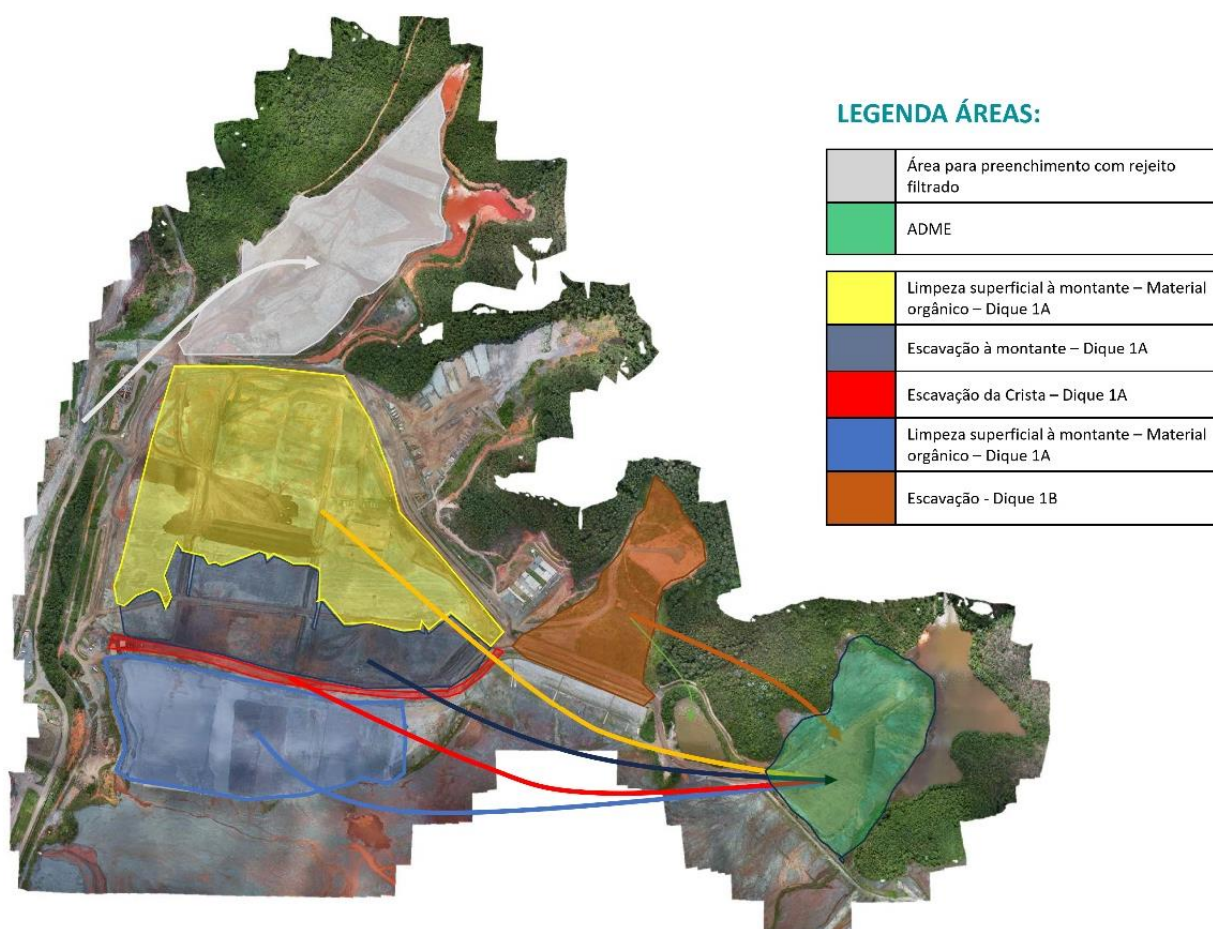 LEGENDA ÁREAS:
Área para preenchimento com rejeito
filtrado
ADME
Limpeza superficial à montante – Material
orgânico – Dique 1A
Escavação à montante – Dique 1A
Escavação da Crista – Dique 1A
Limpeza superficial à montante – Material
orgânico – Dique 1A
Escavação - Dique 1B